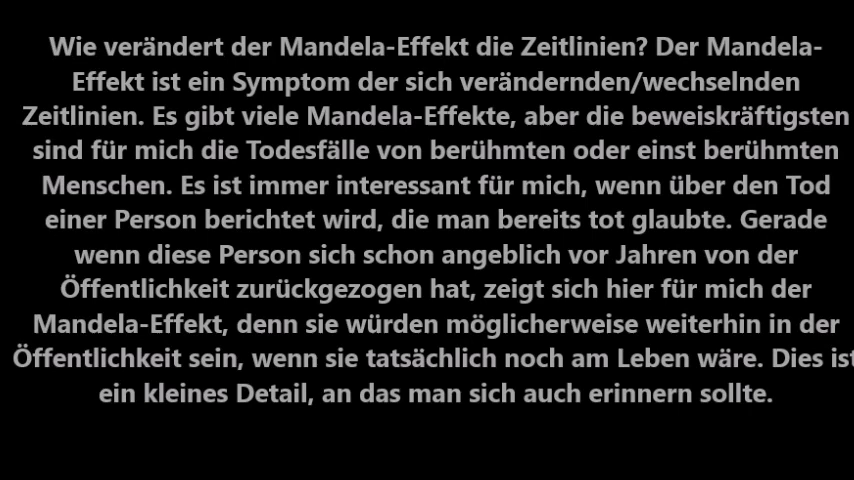 Wie verändert der Mandela-Effekt die Zeitlinien? Der Mandela-
Effekt ist ein Symptom der sich verändernden/wechselnden
Zeitlinien. Es gibt viele Mandela-Effekte, aber die beweiskräftigsten
sind für mich die Todesfälle von berühmten oder einst berühmten
Menschen. Es ist immer interessant für mich, wenn über den Tod
einer Person berichtet wird, die man bereits tot glaubte. Gerade
wenn diese Person sich schon angeblich vor Jahren von der
Öffentlichkeit zurückgezogen hat, zeigt sich hier für mich der
Mandela-Effekt, denn sie würden möglicherweise weiterhin in der
Öffentlichkeit sein, wenn sie tatsächlich noch am Leben wäre. Dies ist
ein kleines Detail, an das man sich auch erinnern sollte.